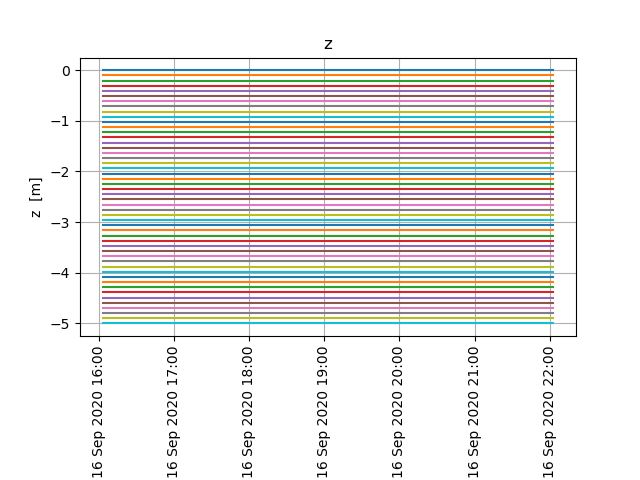 z
0
−1
−2
−3
−4
−5
z [m]
16 Sep 2020 16:00
16 Sep 2020 17:00
16 Sep 2020 18:00
16 Sep 2020 19:00
16 Sep 2020 20:00
16 Sep 2020 21:00
16 Sep 2020 22:00